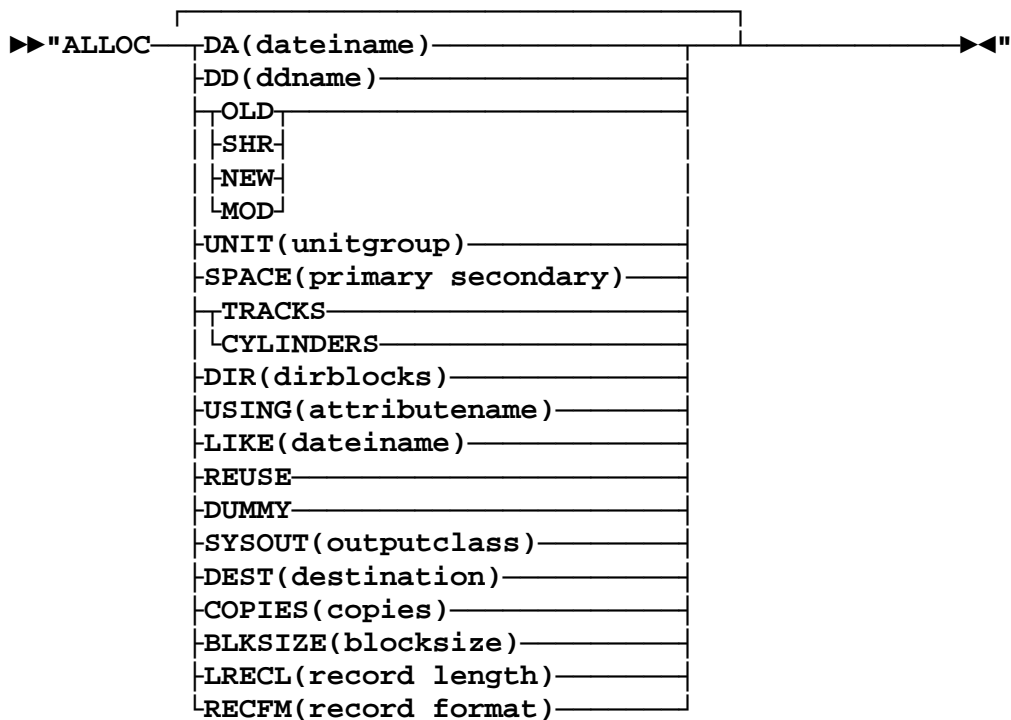 ►►"ALLOC DA(dateiname) ►◄"
DD(ddname)
OLD
SHR
NEW
MOD
UNIT(unitgroup)
SPACE(primary secondary)
TRACKS
CYLINDERS
DIR(dirblocks)
USING(attributename)
LIKE(dateiname)
REUSE
DUMMY
SYSOUT(outputclass)
DEST(destination)
COPIES(copies)
BLKSIZE(blocksize)
LRECL(record length)
RECFM(record format)